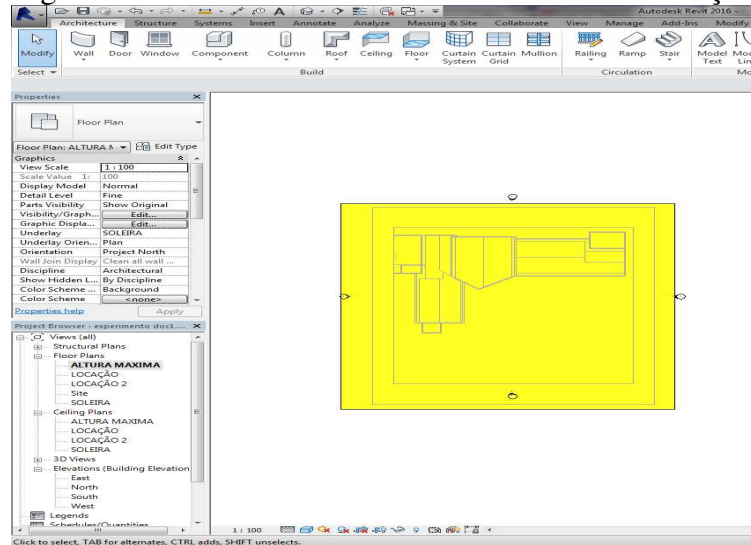 Autodesk Revit 2016 -
Architecture Structure Systems Insert Annotate Analyze Massing & Site Collaborate View Manage Add-Ins Modify
Modify Wall Door Window Component Column Roof Ceiling Floor Curtain System Curtain Grid Mullion Railing Ramp Stair Model Text
Select Build Circulation
Properties
Floor Plan
Floor Plan: ALTURA Edit Type
Graphics
View Scale 1 : 100
Scale Value 1: 100
Display Model Normal
Detail Level Fine
Parts Visibility Show Original
Visibility/Graph... Edit...
Graphic Displa... Edit...
Underlay SOLEIRA
Underlay Orien... Plan
Orientation Project North
Wall Join Display Clean all wall ...
Discipline Architectural
Show Hidden L... By Discipline
Color Scheme ... Background
Color Scheme <none>
Properties help Apply
Project Browser - experimento doc1....
Views (all)
Structural Plans
Floor Plans
ALTURA MAXIMA
LOCAÇÃO
LOCAÇÃO 2
Site
SOLEIRA
Ceiling Plans
ALTURA MAXIMA
LOCAÇÃO
LOCAÇÃO 2
SOLEIRA
3D Views
Elevations (Building Elevation
East
North
South
West
Legends
Schedules/Quantities
1 : 100
Click to select, TAB for alternates, CTRL adds, SHIFT unselects.